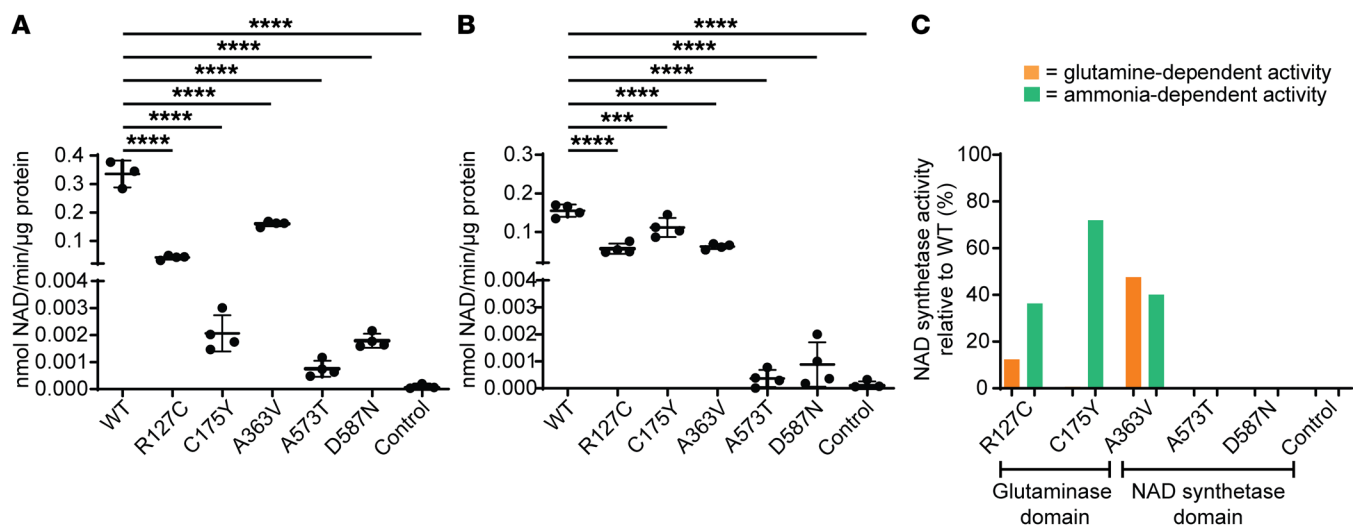 A
****
****
****
****
****
****
nmol NAD/min/µg protein
0.4
0.3
0.2
0.1
0.004
0.003
0.002
0.001
0.000
WT
R127C
C175Y
A363V
A573T
D587N
Control
B
****
****
****
****
***
****
nmol NAD/min/µg protein
0.3
0.2
0.1
0.004
0.003
0.002
0.001
0.000
WT
R127C
C175Y
A363V
A573T
D587N
Control
C
= glutamine-dependent activity
= ammonia-dependent activity
NAD synthetase activity
relative to WT (%)
100
80
60
40
20
0
R127C
C175Y
A363V
A573T
D587N
Control
Glutaminase
domain
NAD synthetase
domain